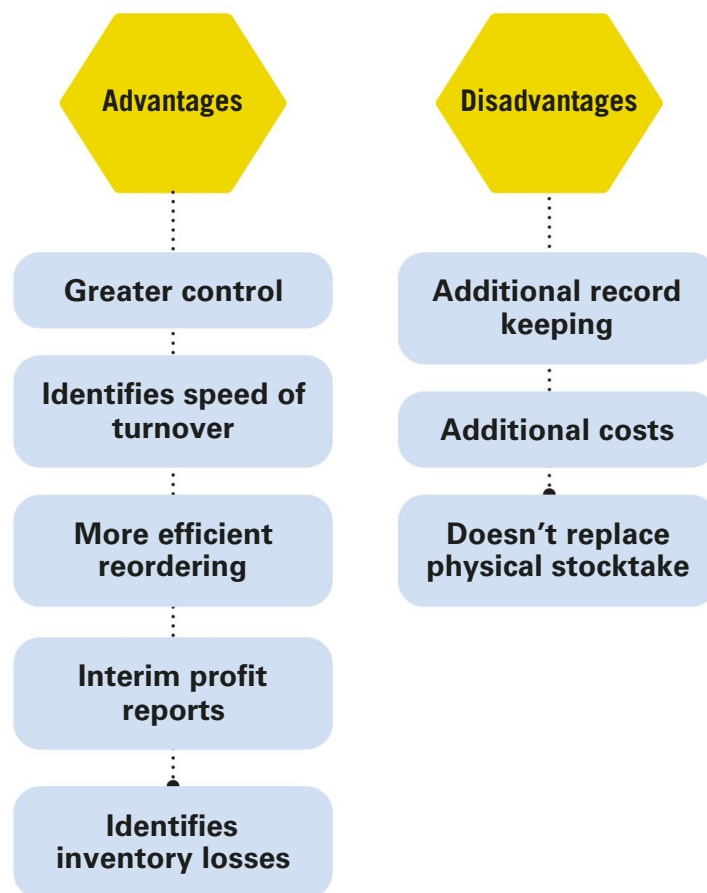 Advantages
Greater control
Identifies speed of
turnover
More efficient
reordering
Interim profit
reports
Identifies
inventory losses
Disadvantages
Additional record
keeping
Additional costs
Doesn’t replace
physical stocktake